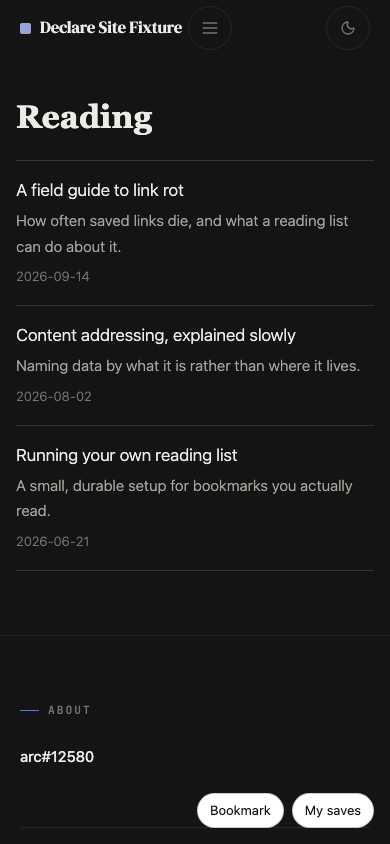 Declare Site Fixture
Reading
A field guide to link rot
How often saved links die, and what a reading list
can do about it.
2026-09-14
Content addressing, explained slowly
Naming data by what it is rather than where it lives.
2026-08-02
Running your own reading list
A small, durable setup for bookmarks you actually
read.
2026-06-21
ABOUT
arc#12580
Bookmark
My saves